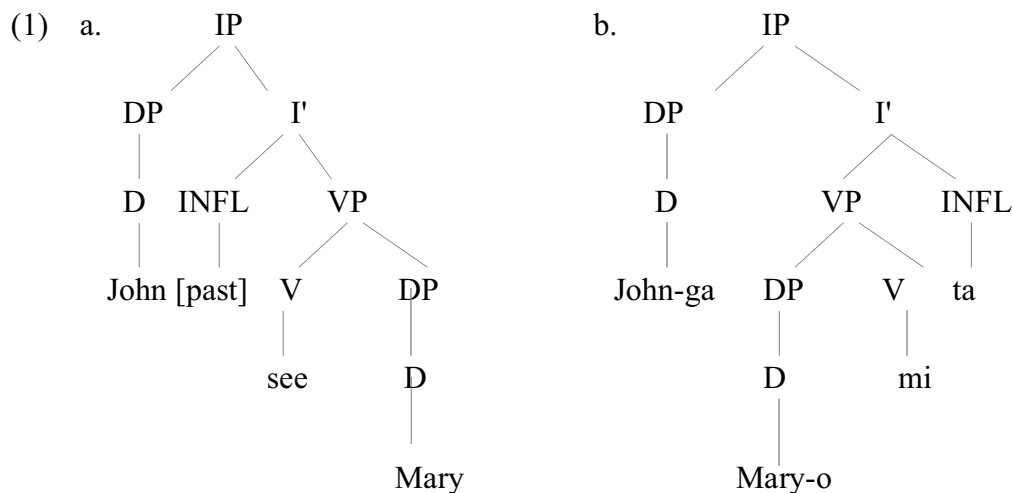 (1) a. IP b. IP
DP I' DP I'
D INFL VP D VP INFL
John [past] V DP John-ga DP V ta
see D D mi
Mary Mary-o